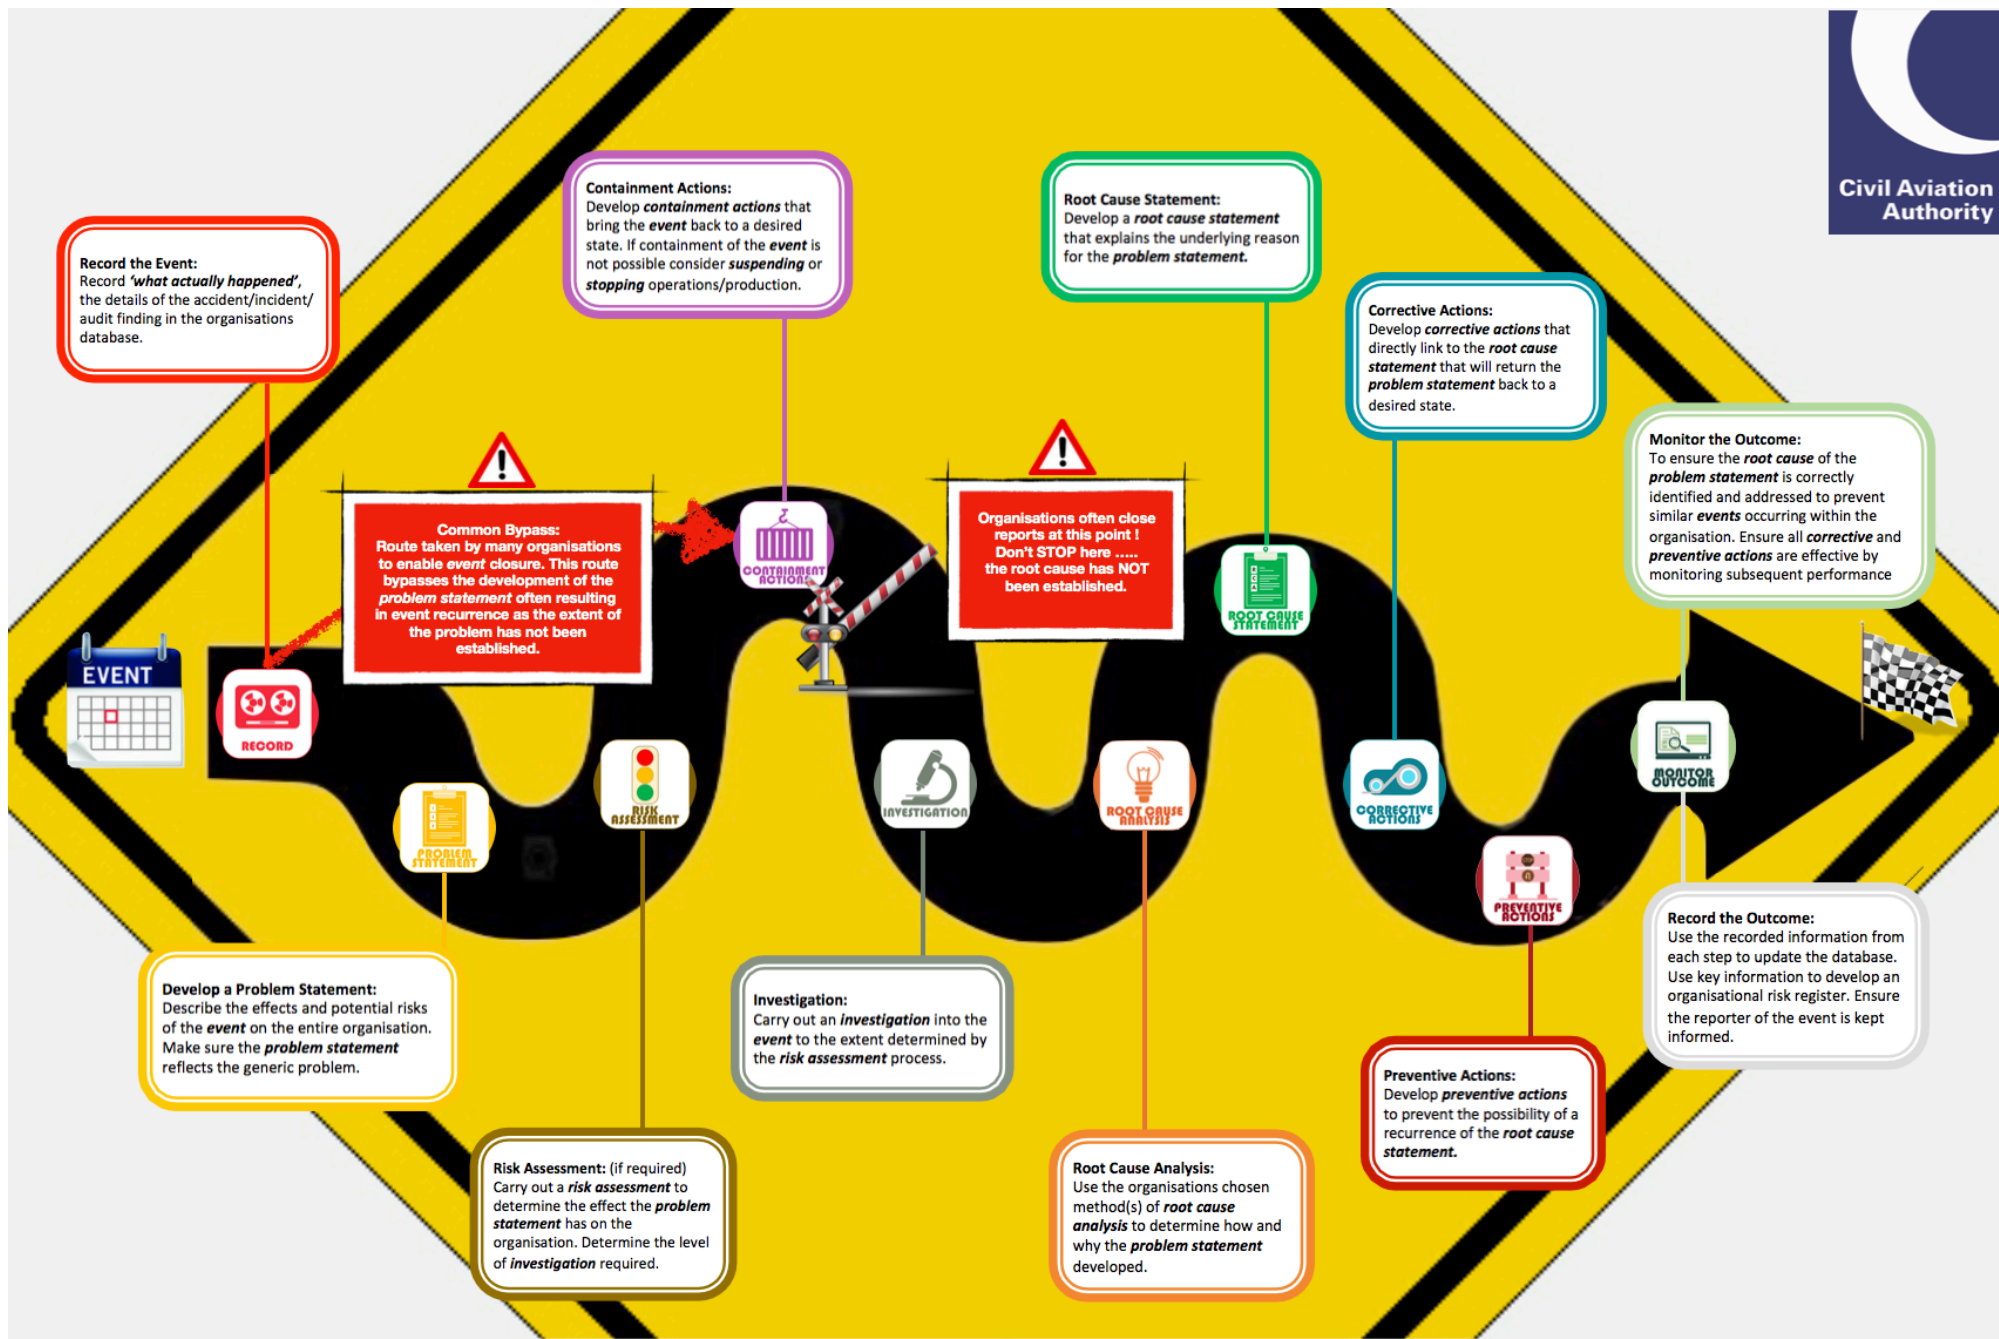 Civil Aviation
Authority
Record the Event:
Record ‘what actually happened’,
the details of the accident/incident/
audit finding in the organisations
database.
Containment Actions:
Develop containment actions that
bring the event back to a desired
state. If containment of the event is
not possible consider suspending or
stopping operations/production.
Root Cause Statement:
Develop a root cause statement
that explains the underlying reason
for the problem statement.
Corrective Actions:
Develop corrective actions that
directly link to the root cause
statement that will return the
problem statement back to a
desired state.
Monitor the Outcome:
To ensure the root cause of the
problem statement is correctly
identified and addressed to prevent
similar events occurring within the
organisation. Ensure all corrective and
preventive actions are effective by
monitoring subsequent performance
Common Bypass:
Route taken by many organisations
to enable event closure. This route
bypasses the development of the
problem statement often resulting
in event recurrence as the extent of
the problem has not been
established.
Organisations often close
reports at this point !
Don’t STOP here .....
the root cause has NOT
been established.
EVENT
RECORD
PROBLEM
STATEMENT
RISK
ASSESSMENT
CONTAINMENT
ACTIONS
INVESTIGATION
ROOT CAUSE
ANALYSIS
ROOT CAUSE
STATEMENT
CORRECTIVE
ACTIONS
PREVENTIVE
ACTIONS
MONITOR
OUTCOME
Develop a Problem Statement:
Describe the effects and potential risks
of the event on the entire organisation.
Make sure the problem statement
reflects the generic problem.
Risk Assessment: (if required)
Carry out a risk assessment to
determine the effect the problem
statement has on the
organisation. Determine the level
of investigation required.
Investigation:
Carry out an investigation into the
event to the extent determined by
the risk assessment process.
Root Cause Analysis:
Use the organisations chosen
method(s) of root cause
analysis to determine how and
why the problem statement
developed.
Preventive Actions:
Develop preventive actions
to prevent the possibility of a
recurrence of the root cause
statement.
Record the Outcome:
Use the recorded information from
each step to update the database.
Use key information to develop an
organisational risk register. Ensure
the reporter of the event is kept
informed.